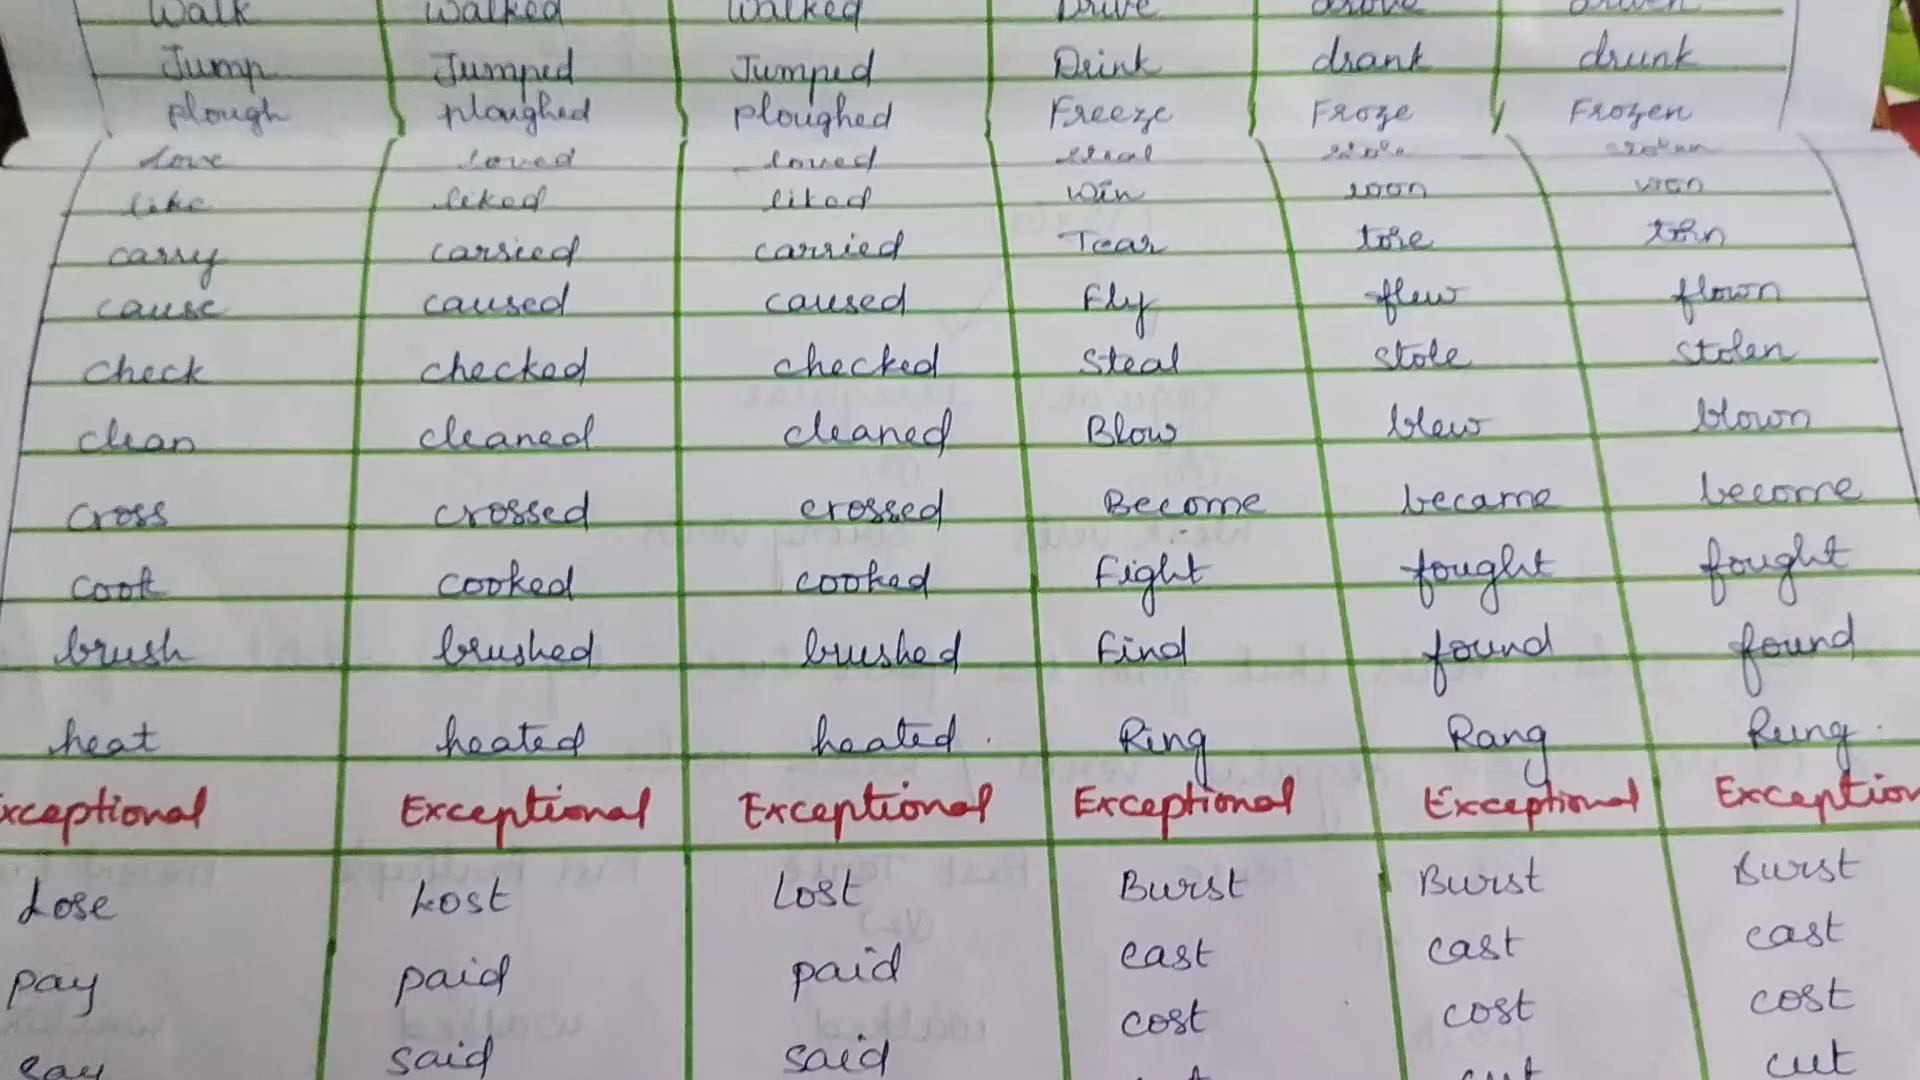 Walk Walked Walked Drive drove driven
Jump Jumped Jumped Drink drank drunk
plough ploughed ploughed Freeze Froze Frozen
Love loved loved
like liked liked Win won won
carry carried carried Tear tore torn
cause caused caused Fly flew flown
check checked checked Steal stole stolen
clean cleaned cleaned Blow blew blown
cross crossed crossed Become became become
cook cooked cooked Fight fought fought
brush brushed brushed Find found found
heat heated heated. Ring Rang Rung.
xceptional Exceptional Exceptional Exceptional Exceptional Exception
Lose Lost Lost Burst Burst Burst
pay paid paid cast cast cast
say said said cost cost cost
cut cut